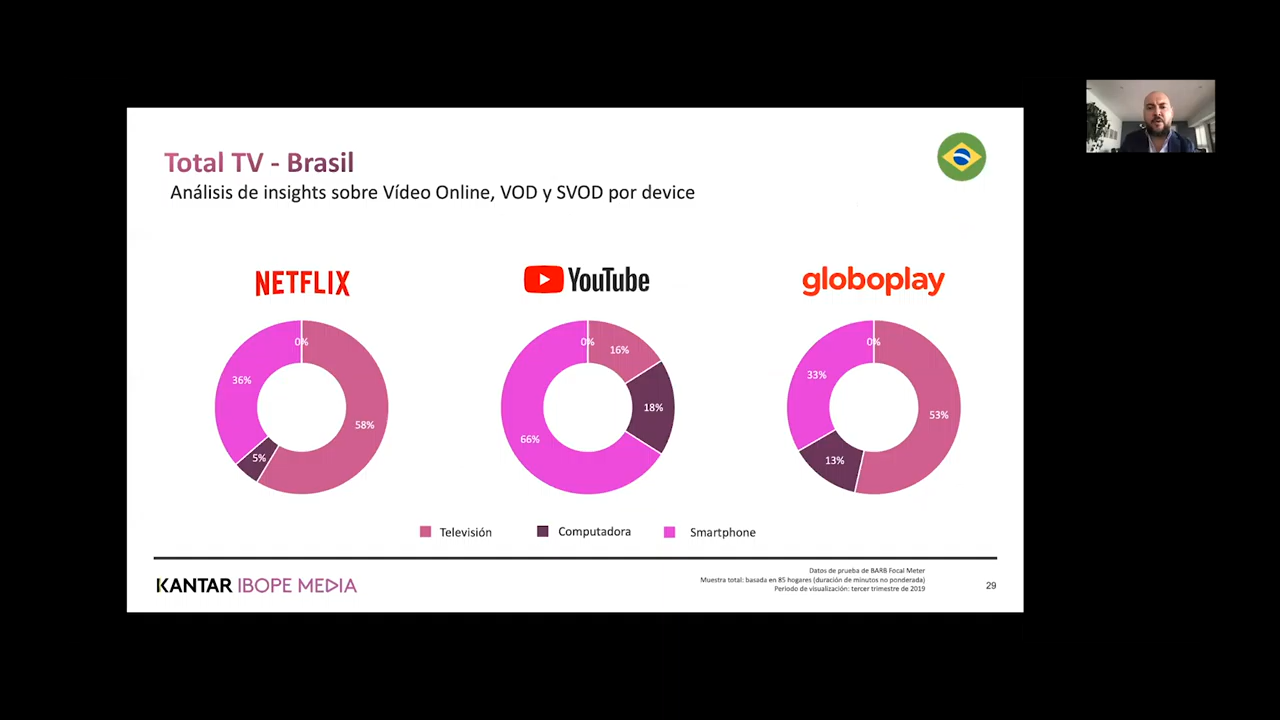 Total TV - Brasil
Análisis de insights sobre Vídeo Online, VOD y SVOD por device
NETFLIX
YouTube
globoplay
0%
36%
58%
5%
0%
16%
18%
66%
0%
33%
53%
13%
Televisión
Computadora
Smartphone
KANTAR IBOPE MEDIA
Datos de prueba de BARB Focal Meter
Muestra total: basada en 85 hogares (duración de minutos no ponderada)
Periodo de visualización: tercer trimestre de 2019
29